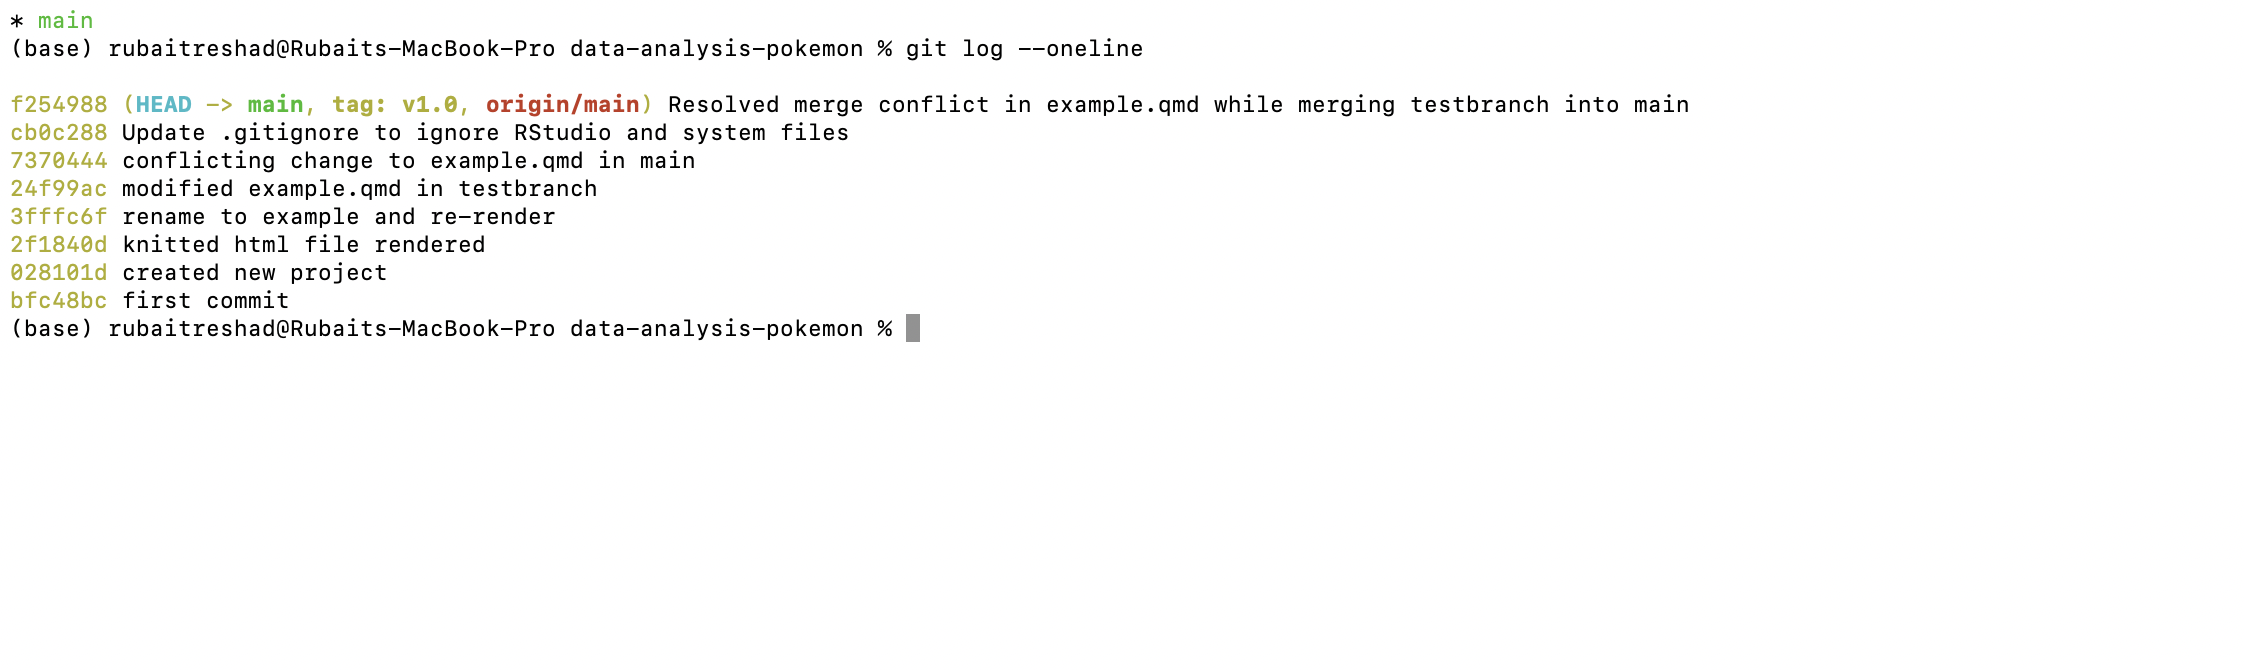 * main
(base) rubaitreshad@Rubaits-MacBook-Pro data-analysis-pokemon % git log --oneline
f254988 (HEAD -> main, tag: v1.0, origin/main) Resolved merge conflict in example.qmd while merging testbranch into main
cb0c288 Update .gitignore to ignore RStudio and system files
7370444 conflicting change to example.qmd in main
24f99ac modified example.qmd in testbranch
3fffc6f rename to example and re-render
2f1840d knitted html file rendered
028101d created new project
bfc48bc first commit
(base) rubaitreshad@Rubaits-MacBook-Pro data-analysis-pokemon %